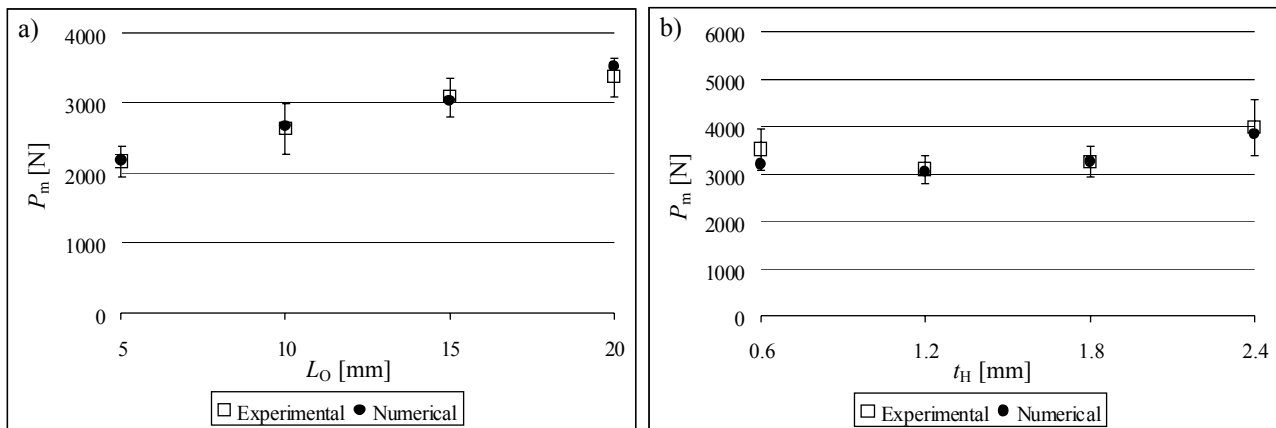 a)
4000
3000
2000
1000
0
P_m [N]
5 10 15 20
L_O [mm]
Experimental Numerical
b)
6000
5000
4000
3000
2000
1000
0
P_m [N]
0.6 1.2 1.8 2.4
t_H [mm]
Experimental Numerical